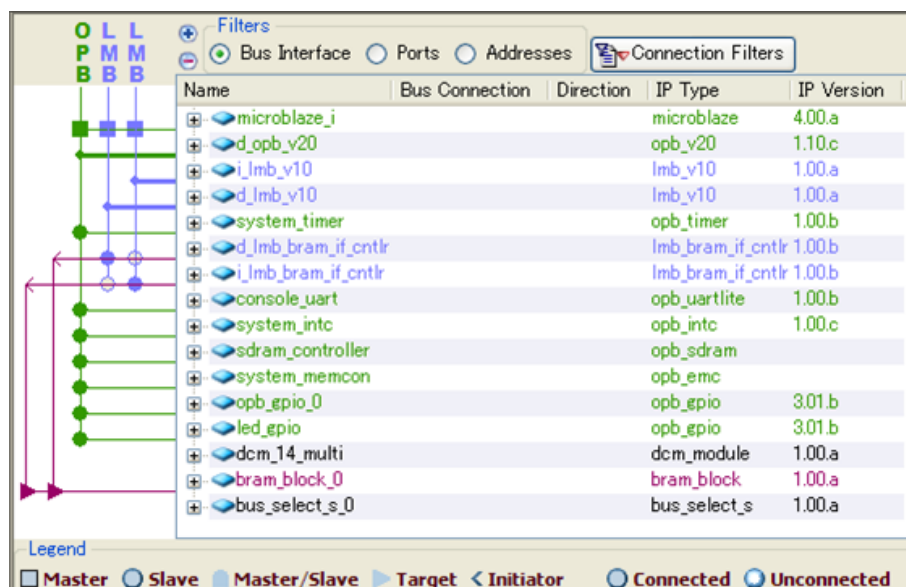 OPB LMB LMB
Filters
Bus Interface Ports Addresses Connection Filters
Name Bus Connection Direction IP Type IP Version
microblaze_i microblaze 4.00.a
d_opb_v20 opb_v20 1.10.c
i_lmb_v10 lmb_v10 1.00.a
d_lmb_v10 lmb_v10 1.00.a
system_timer opb_timer 1.00.b
d_lmb_bram_if_cntlr lmb_bram_if_cntlr 1.00.b
i_lmb_bram_if_cntlr lmb_bram_if_cntlr 1.00.b
console_uart opb_uartlite 1.00.b
system_intc opb_intc 1.00.c
sdram_controller opb_sdram
system_memcon opb_emc
opb_gpio_0 opb_gpio 3.01.b
led_gpio opb_gpio 3.01.b
dcm_14_multi dcm_module 1.00.a
bram_block_0 bram_block 1.00.a
bus_select_s_0 bus_select_s 1.00.a
Legend
Master Slave Master/Slave Target Initiator Connected Unconnected